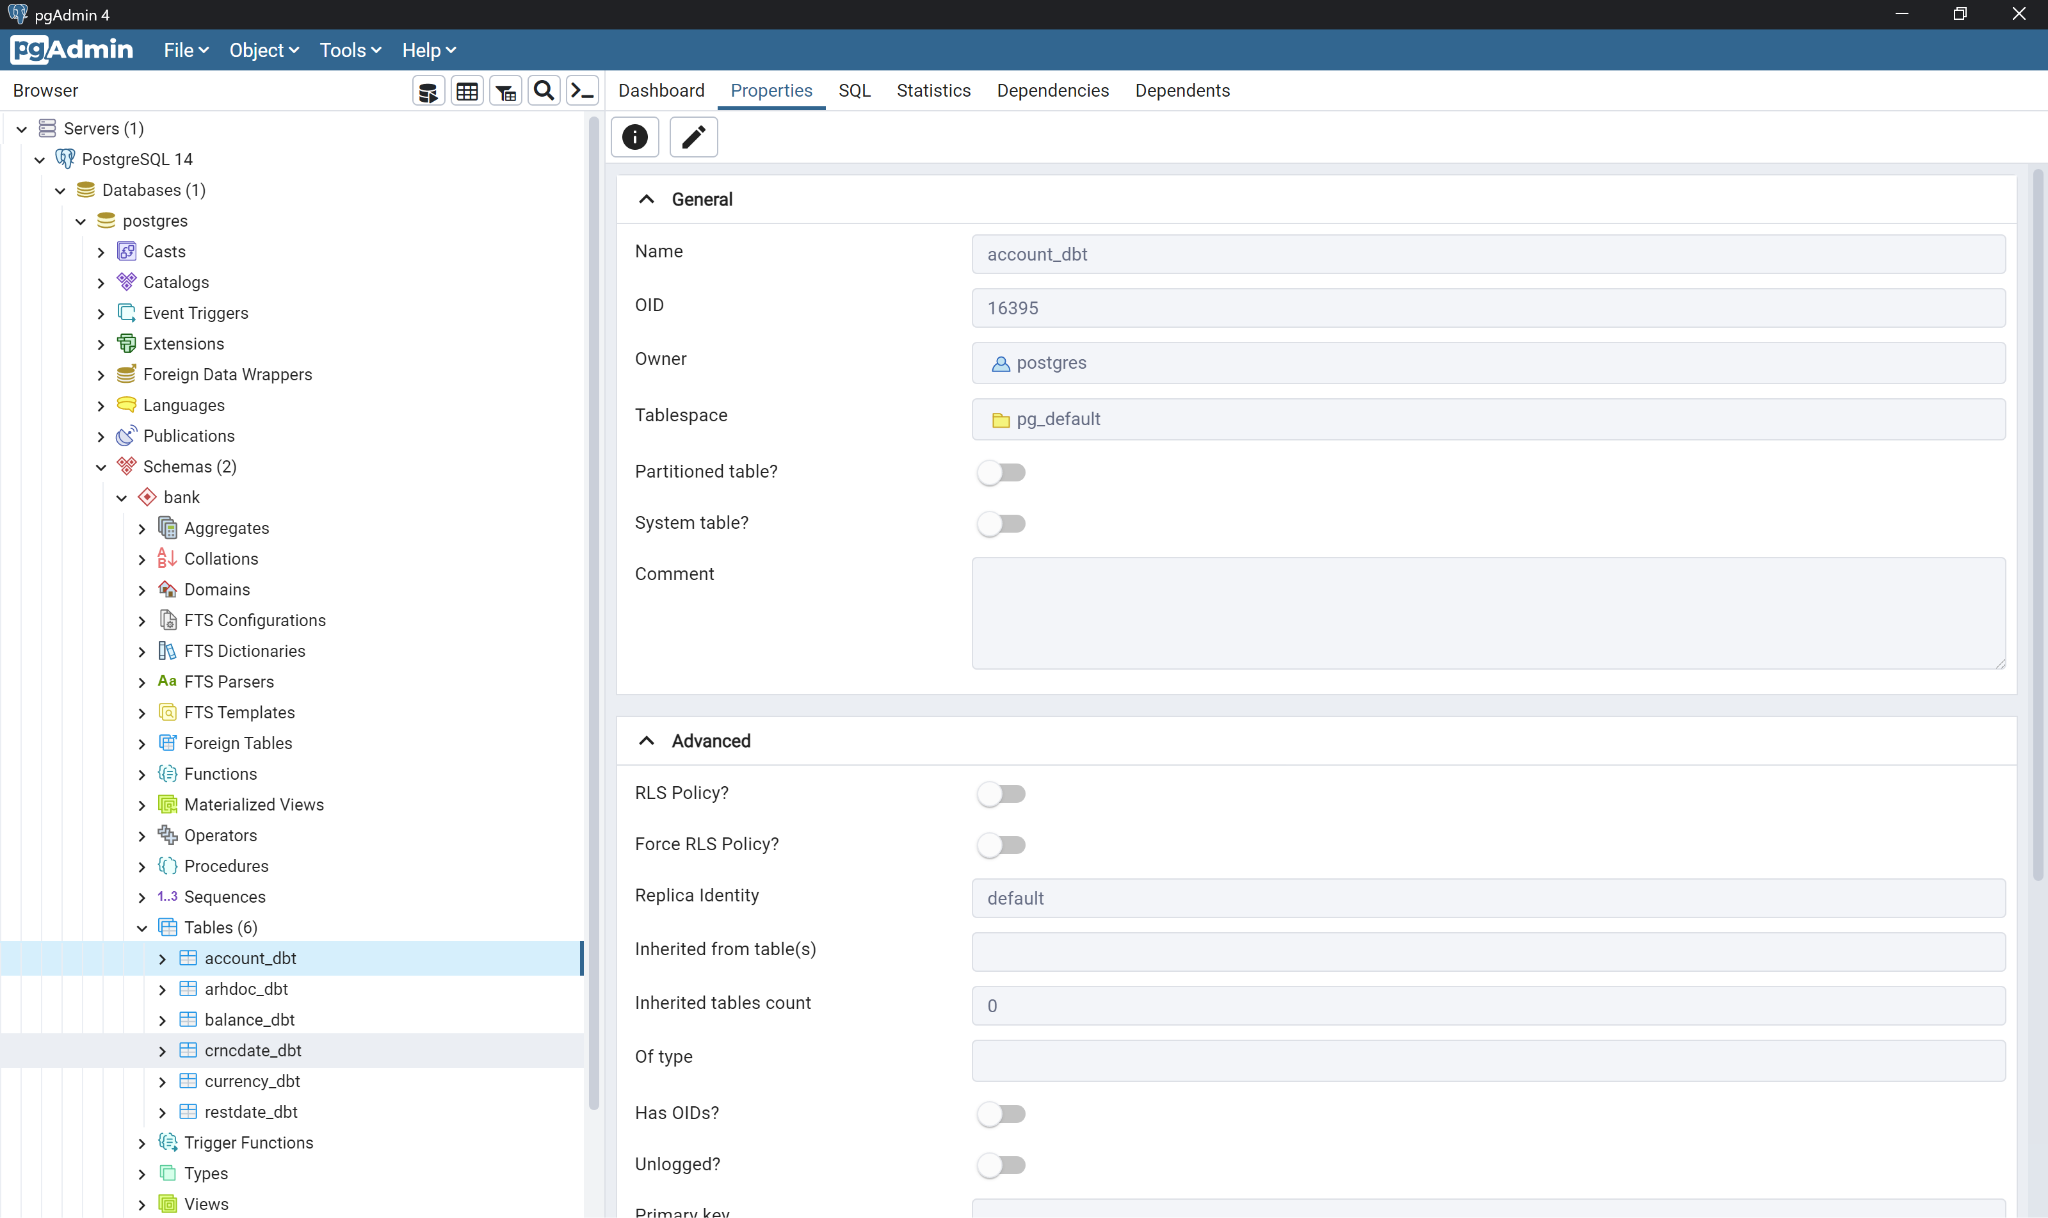 pgAdmin 4
pgAdmin File Object Tools Help
Browser
Dashboard Properties SQL Statistics Dependencies Dependents
Servers (1)
PostgreSQL 14
Databases (1)
postgres
Casts
Catalogs
Event Triggers
Extensions
Foreign Data Wrappers
Languages
Publications
Schemas (2)
bank
Aggregates
Collations
Domains
FTS Configurations
FTS Dictionaries
Aa FTS Parsers
FTS Templates
Foreign Tables
Functions
Materialized Views
Operators
Procedures
1..3 Sequences
Tables (6)
account_dbt
arhdoc_dbt
balance_dbt
crncdate_dbt
currency_dbt
restdate_dbt
Trigger Functions
Types
Views
General
Name account_dbt
OID 16395
Owner postgres
Tablespace pg_default
Partitioned table?
System table?
Comment
Advanced
RLS Policy?
Force RLS Policy?
Replica Identity default
Inherited from table(s)
Inherited tables count 0
Of type
Has OIDs?
Unlogged?
Primary key